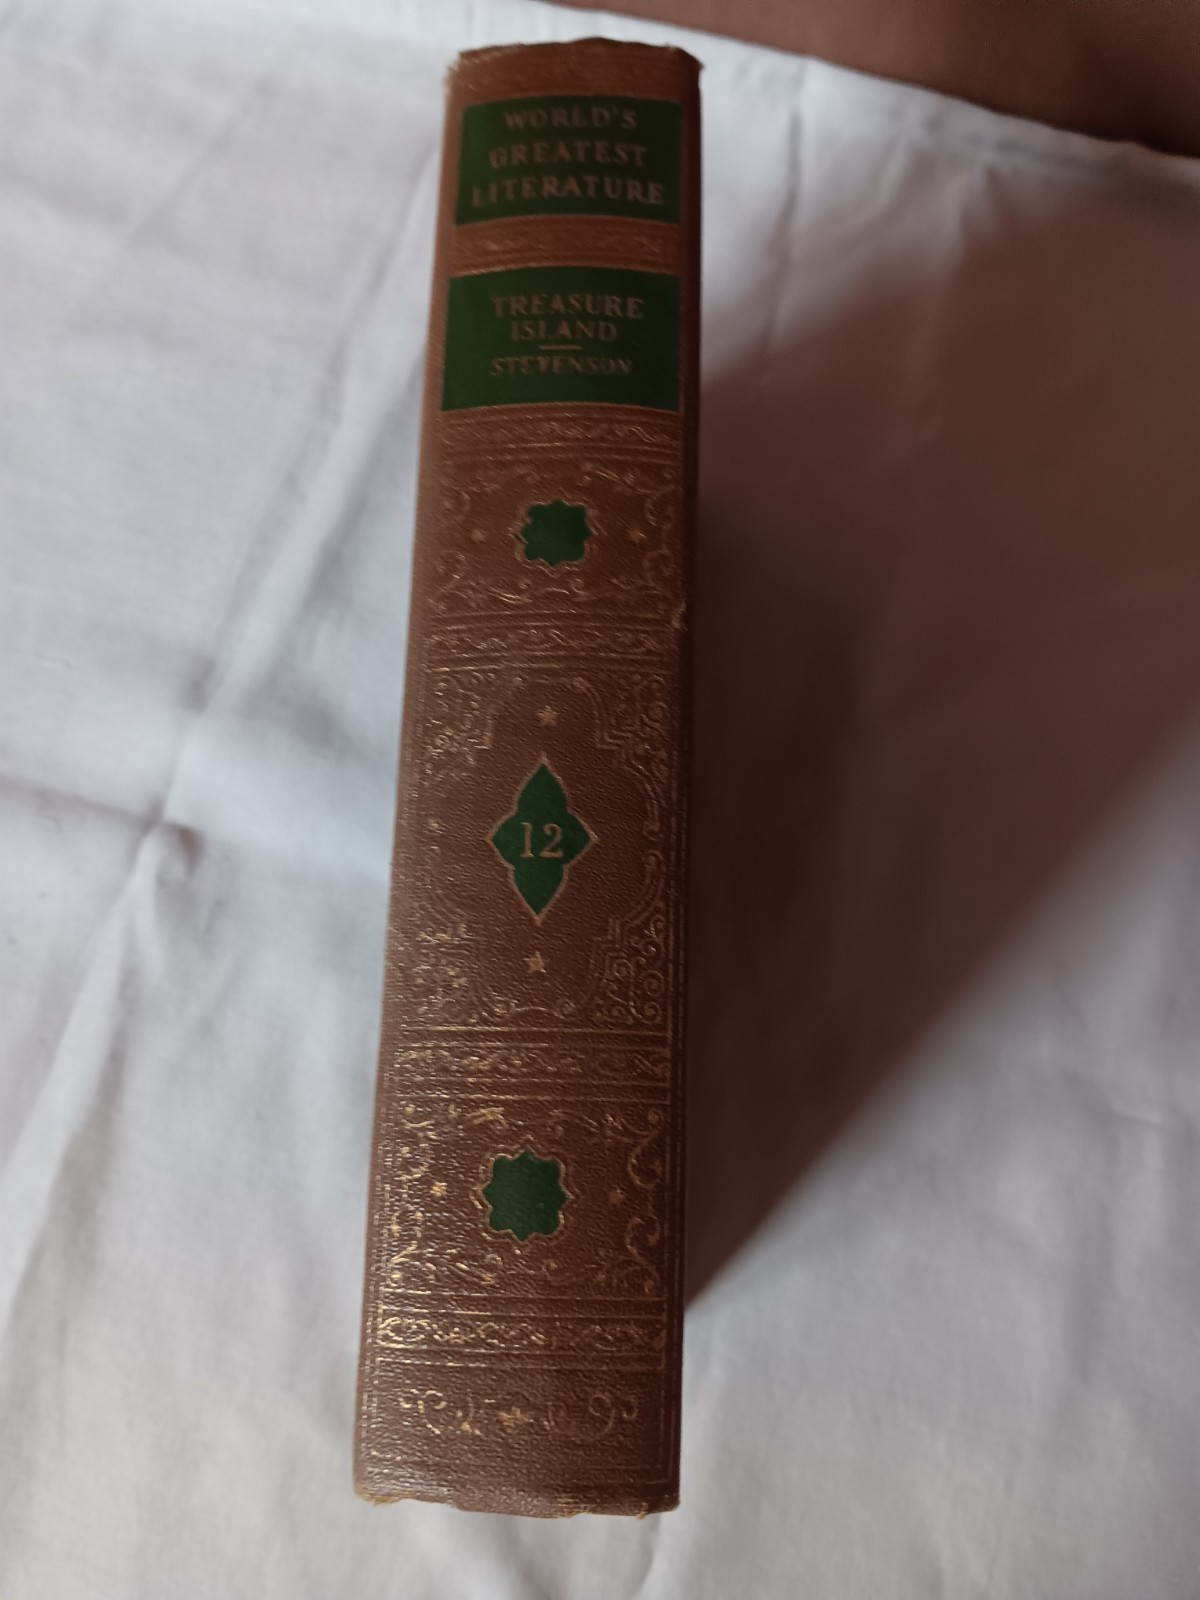 WORLD'S
GREATEST
LITERATURE
TREASURE
ISLAND
STEVENSON
12